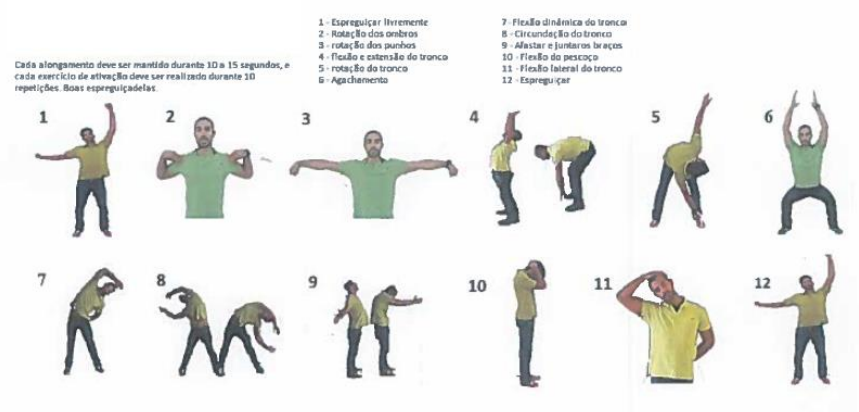 Cada alongamento deve ser mantido durante 10 a 15 segundos, e
cada exercício de ativação deve ser realizado durante 10
repetições. Boas espreguiçadelas.
1 - Espreguiçar livremente
2 - Rotação dos ombros
3 - rotação dos punhos
4 - flexão e extensão do tronco
5 - rotação do tronco
6 - Agachamento
7 - Flexão dinâmica do tronco
8 - Circundação do tronco
9 - Afastar e juntar os braços
10 - Flexão do pescoço
11 - Flexão lateral do tronco
12 - Espreguiçar
1 2 3 4 5 6
7 8 9 10 11 12